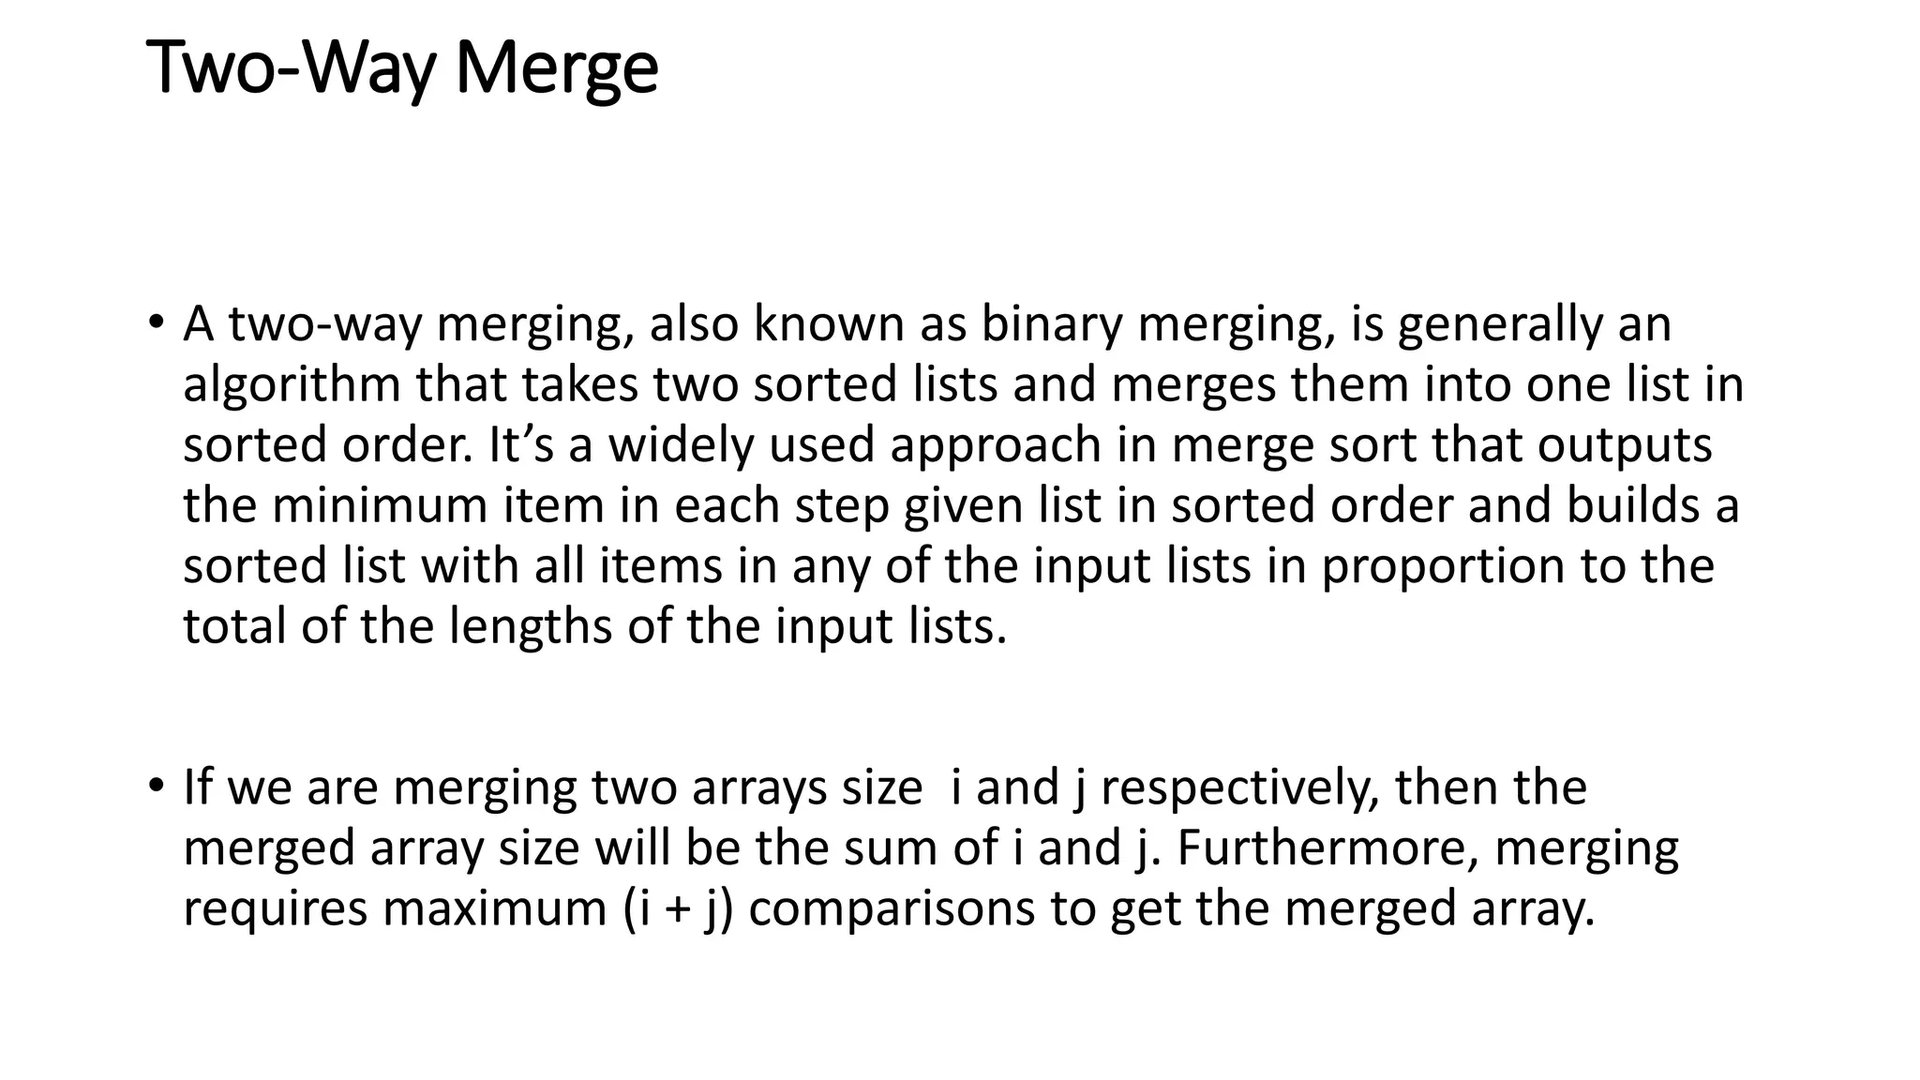 Two-Way Merge
• A two-way merging, also known as binary merging, is generally an
algorithm that takes two sorted lists and merges them into one list in
sorted order. It’s a widely used approach in merge sort that outputs
the minimum item in each step given list in sorted order and builds a
sorted list with all items in any of the input lists in proportion to the
total of the lengths of the input lists.
• If we are merging two arrays size  i and j respectively, then the
merged array size will be the sum of i and j. Furthermore, merging
requires maximum (i + j) comparisons to get the merged array.